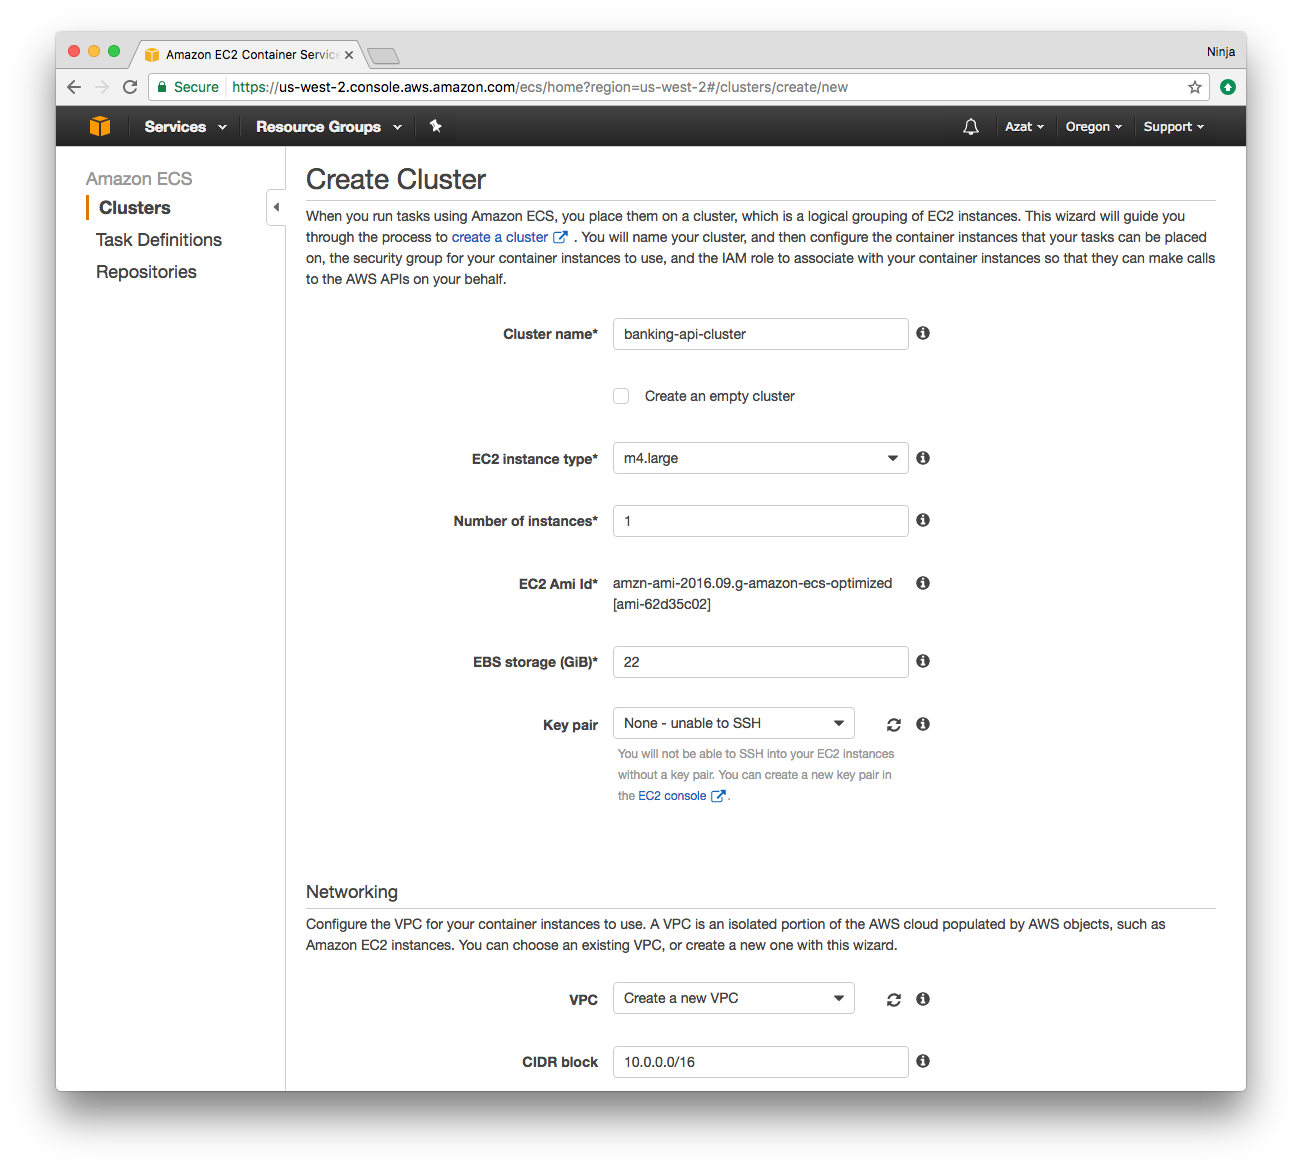 Amazon EC2 Container Servic
Ninja
Secure https://us-west-2.console.aws.amazon.com/ecs/home?region=us-west-2#/clusters/create/new
Services Resource Groups Azat Oregon Support
Amazon ECS
Clusters
Task Definitions
Repositories
Create Cluster
When you run tasks using Amazon ECS, you place them on a cluster, which is a logical grouping of EC2 instances. This wizard will guide you
through the process to create a cluster . You will name your cluster, and then configure the container instances that your tasks can be placed
on, the security group for your container instances to use, and the IAM role to associate with your container instances so that they can make calls
to the AWS APIs on your behalf.
Cluster name* banking-api-cluster
Create an empty cluster
EC2 instance type* m4.large
Number of instances* 1
EC2 Ami Id* amzn-ami-2016.09.g-amazon-ecs-optimized
[ami-62d35c02]
EBS storage (GiB)* 22
Key pair None - unable to SSH
You will not be able to SSH into your EC2 instances
without a key pair. You can create a new key pair in
the EC2 console .
Networking
Configure the VPC for your container instances to use. A VPC is an isolated portion of the AWS cloud populated by AWS objects, such as
Amazon EC2 instances. You can choose an existing VPC, or create a new one with this wizard.
VPC Create a new VPC
CIDR block 10.0.0.0/16